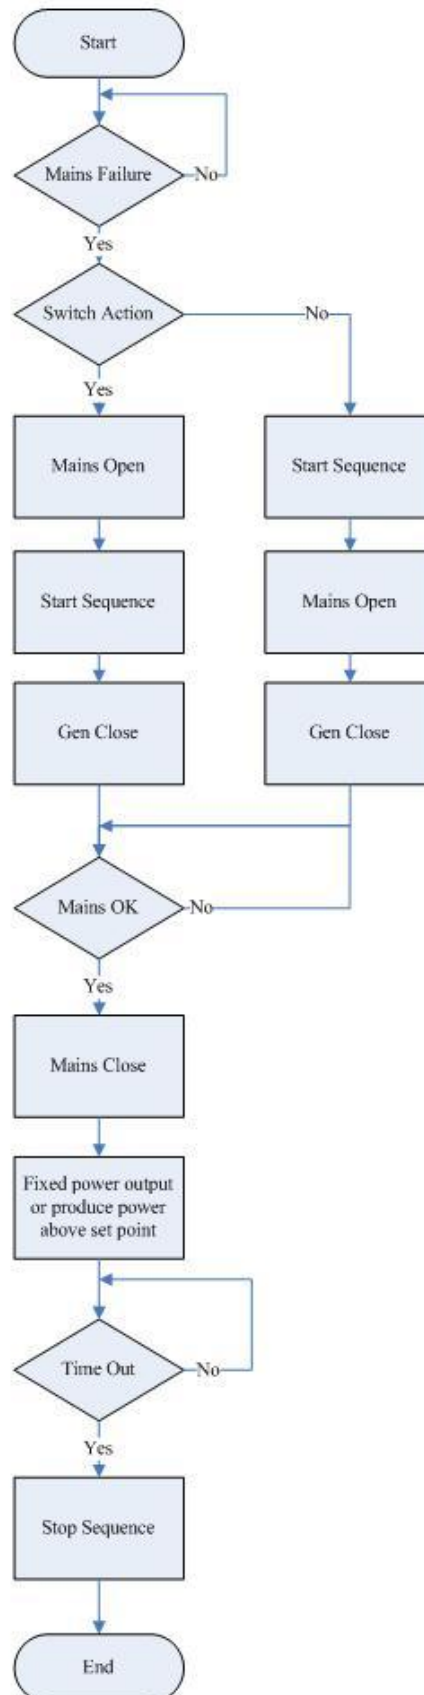 Start
Mains Failure
No
Yes
Switch Action
No
Yes
Mains Open
Start Sequence
Start Sequence
Mains Open
Gen Close
Gen Close
Mains OK
No
Yes
Mains Close
Fixed power output
or produce power
above set point
Time Out
No
Yes
Stop Sequence
End